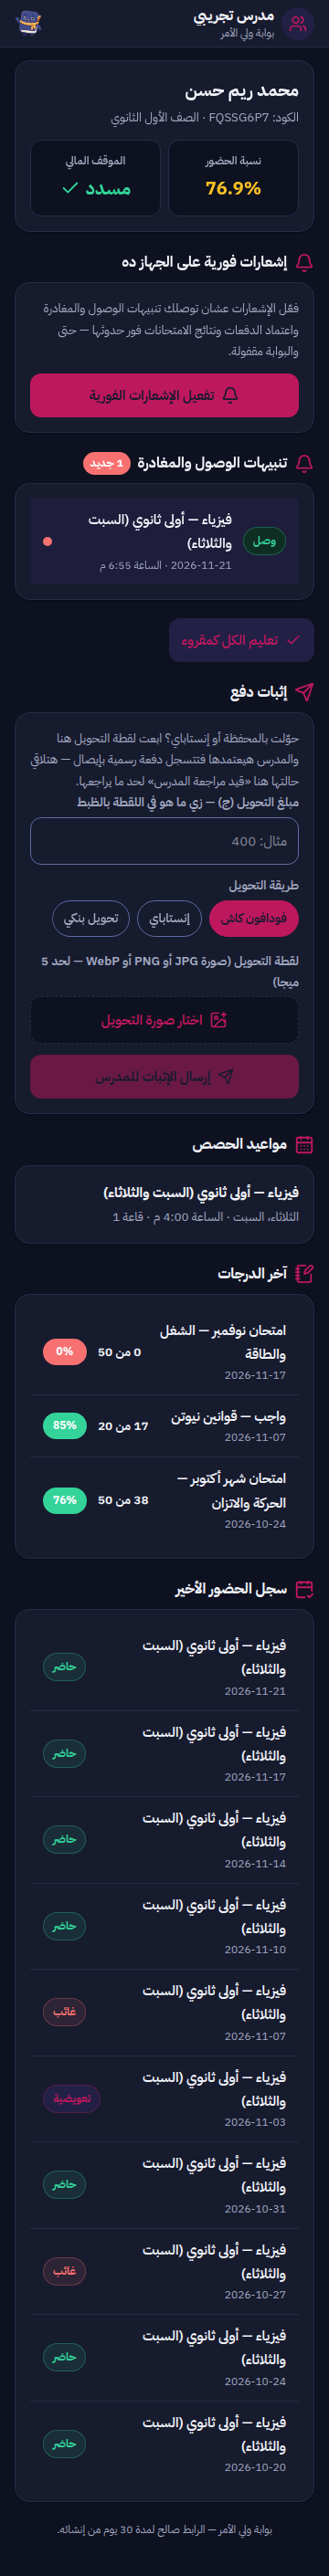 مدرس تجريبي
بوابة ولي الأمر
محمد ريم حسن
الكود: FQSSG6P7 · الصف الأول الثانوي
نسبة الحضور
76.9%
الموقف المالي
مسدد
إشعارات فورية على الجهاز ده
فعّل الإشعارات عشان توصلك تنبيهات الوصول والمغادرة
واعتماد الدفعات ونتائج الامتحانات فور حدوثها — حتى
والبوابة مقفولة.
تفعيل الإشعارات الفورية
تنبيهات الوصول والمغادرة
1 جديد
وصل
فيزياء — أولى ثانوي (السبت
والثلاثاء)
2026-11-21 · الساعة 6:55 م
تعليم الكل كمقروء
إثبات دفع
حوّلت بالمحفظة أو إنستاباي؟ ابعت لقطة التحويل هنا
والمدرس هيعتمدها فتتسجل دفعة رسمية بإيصال — هتلاقي
حالتها هنا «قيد مراجعة المدرس» لحد ما يراجعها.
مبلغ التحويل (ج) — زي ما هو في اللقطة بالظبط
مثال: 400
طريقة التحويل
فودافون كاش
إنستاباي
تحويل بنكي
لقطة التحويل (صورة JPG أو PNG أو WebP — لحد 5
ميجا)
اختار صورة التحويل
إرسال الإثبات للمدرس
مواعيد الحصص
فيزياء — أولى ثانوي (السبت والثلاثاء)
الثلاثاء، السبت · الساعة 4:00 م · قاعة 1
آخر الدرجات
امتحان نوفمبر — الشغل
والطاقة
2026-11-17
0 من 50
0%
واجب — قوانين نيوتن
2026-11-07
17 من 20
85%
امتحان شهر أكتوبر —
الحركة والاتزان
2026-10-24
38 من 50
76%
سجل الحضور الأخير
فيزياء — أولى ثانوي (السبت
والثلاثاء)
2026-11-21
حاضر
فيزياء — أولى ثانوي (السبت
والثلاثاء)
2026-11-17
حاضر
فيزياء — أولى ثانوي (السبت
والثلاثاء)
2026-11-14
حاضر
فيزياء — أولى ثانوي (السبت
والثلاثاء)
2026-11-10
حاضر
فيزياء — أولى ثانوي (السبت
والثلاثاء)
2026-11-07
غائب
فيزياء — أولى ثانوي (السبت
والثلاثاء)
2026-11-03
تعويضية
فيزياء — أولى ثانوي (السبت
والثلاثاء)
2026-10-31
حاضر
فيزياء — أولى ثانوي (السبت
والثلاثاء)
2026-10-27
غائب
فيزياء — أولى ثانوي (السبت
والثلاثاء)
2026-10-24
حاضر
فيزياء — أولى ثانوي (السبت
والثلاثاء)
2026-10-20
حاضر
بوابة ولي الأمر — الرابط صالح لمدة 30 يوم من إنشائه.